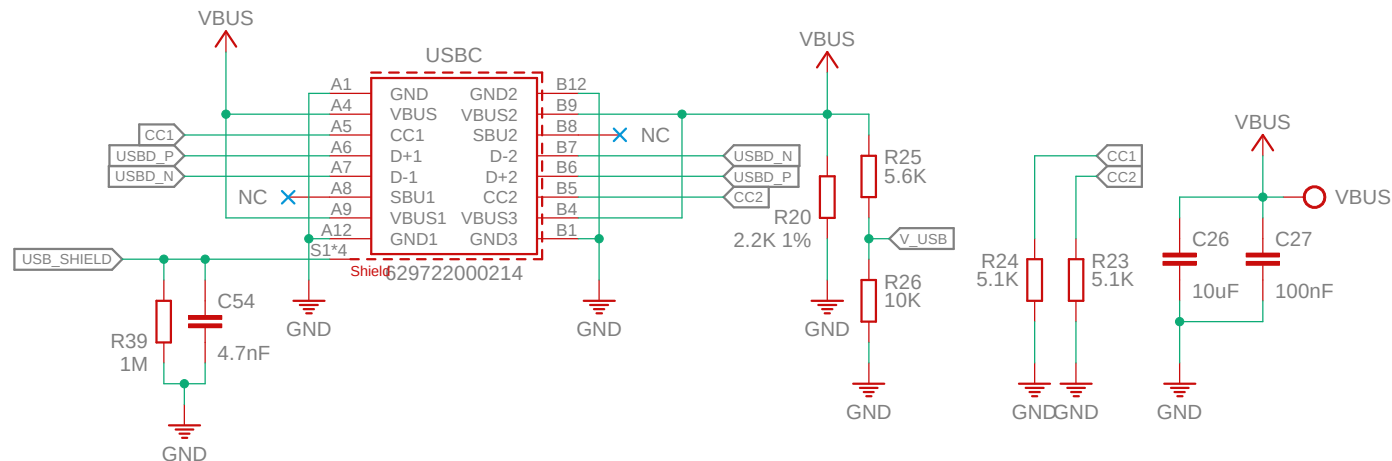 VBUS
USBC
VBUS
A1
GND
GND2
B12
A4
VBUS
VBUS2
B9
CC1
A5
CC1
SBU2
B8
NC
USBD_P
A6
D+1
D-2
B7
USBD_N
USBD_N
A7
D-1
D+2
B6
USBD_P
NC
A8
SBU1
CC2
B5
CC2
A9
VBUS1
VBUS3
B4
A12
GND1
GND3
B1
USB_SHIELD
S1*4
Shield
629722000214
GND
GND
R39
1M
C54
4.7nF
GND
R20
2.2K 1%
GND
R25
5.6K
V_USB
R26
10K
GND
CC1
CC2
R24
5.1K
R23
5.1K
GND
GND
VBUS
VBUS
C26
10uF
C27
100nF
GND